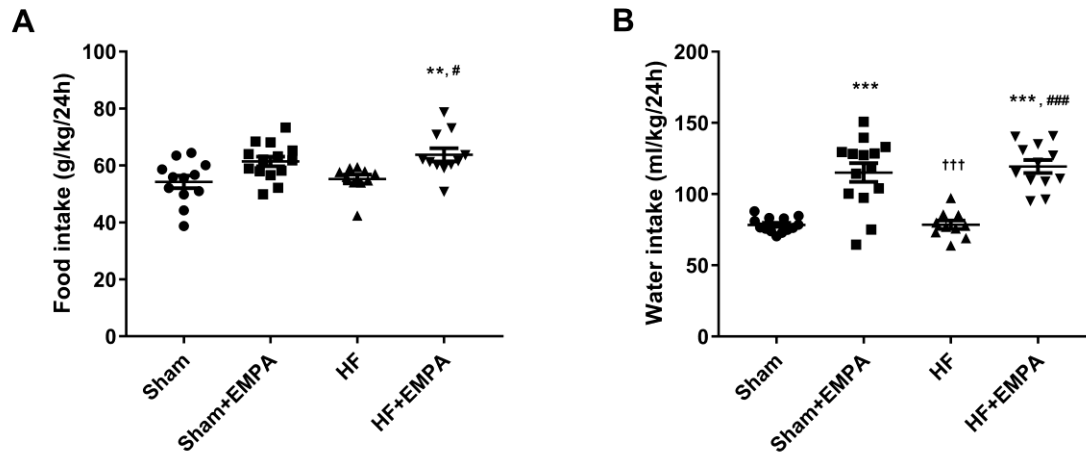 A
Food intake (g/kg/24h)
100
80
60
40
20
0
**, #
Sham
Sham+EMPA
HF
HF+EMPA
B
Water intake (ml/kg/24h)
200
150
100
50
0
***
†††
***, ###
Sham
Sham+EMPA
HF
HF+EMPA